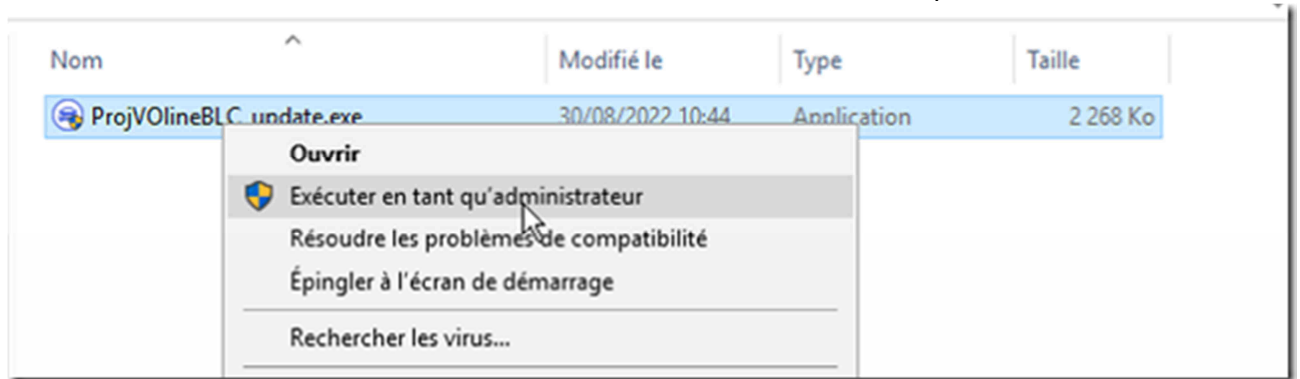 Nom Modifié le Type Taille
ProjVOlineBLC_update.exe 30/08/2022 10:44 Application 2 268 Ko
Ouvrir
Exécuter en tant qu'administrateur
Résoudre les problèmes de compatibilité
Épingler à l'écran de démarrage
Rechercher les virus...